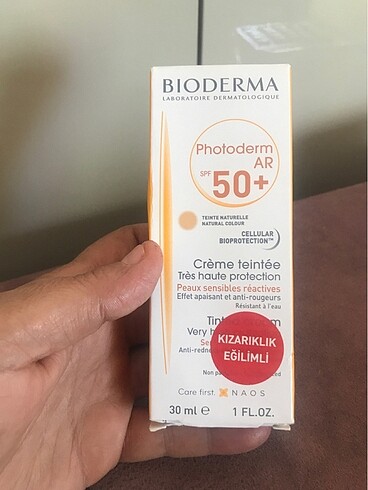 BIODERMA
LABORATOIRE DERMATOLOGIQUE
Photoderm
AR
SPF 50+
TEINTE NATURELLE
NATURAL COLOUR
CELLULAR
BIOPROTECTION™
Crème teintée
Très haute protection
Peaux sensibles réactives
Effet apaisant et anti-rougeurs
Résistant à l'eau
Very h
KIZARIKLIK
EĞİLİMLİ
Anti-redne
Care first. NAOS
30 ml e 1 FL.OZ.